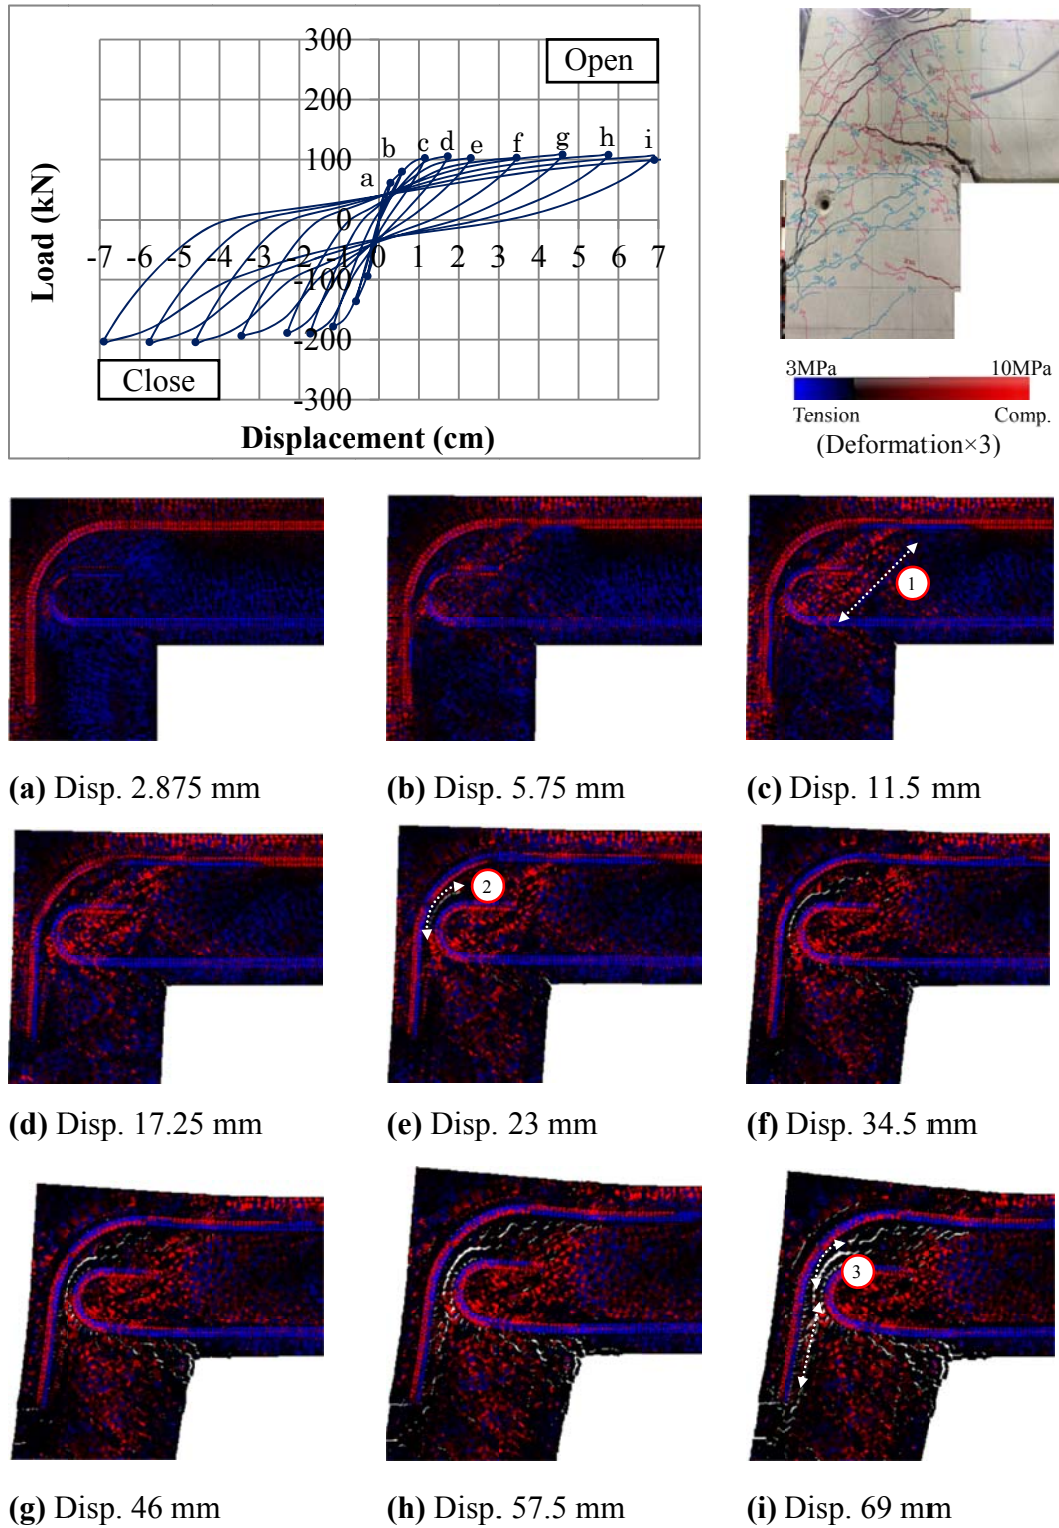 300
Open
200
b c d e f g h i
100
a
0
-7 -6 -5 -4 -3 -2 -1 0 1 2 3 4 5 6 7
-100
-200
Close
-300
Load (kN)
Displacement (cm)
3MPa 10MPa
Tension Comp.
(Deformation×3)
1
(a) Disp. 2.875 mm
(b) Disp. 5.75 mm
(c) Disp. 11.5 mm
2
(d) Disp. 17.25 mm
(e) Disp. 23 mm
(f) Disp. 34.5 mm
3
(g) Disp. 46 mm
(h) Disp. 57.5 mm
(i) Disp. 69 mm